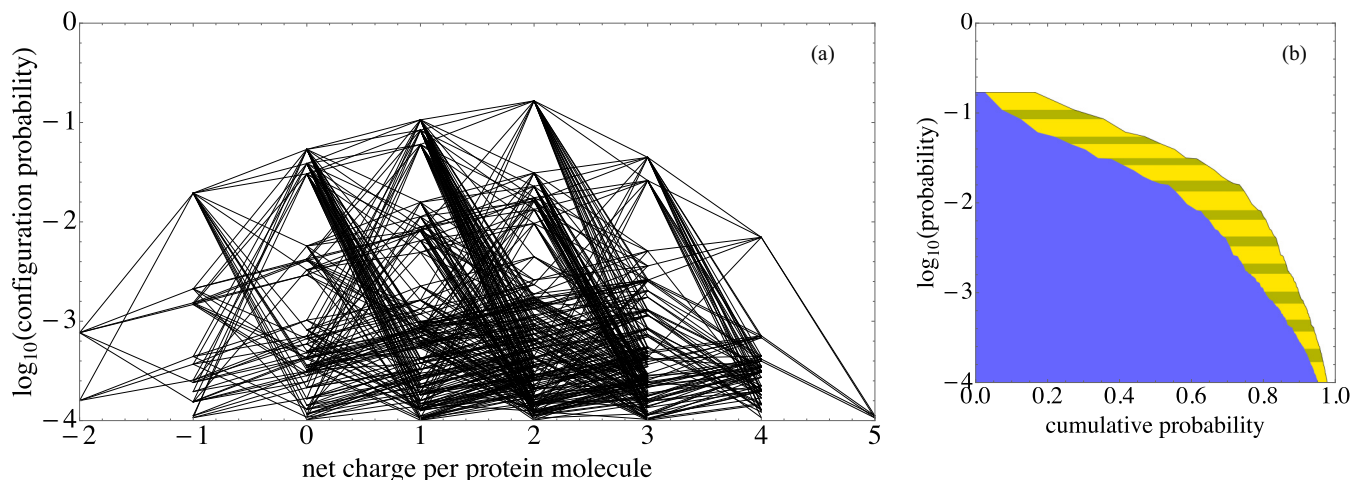 (a)
log₁₀(configuration probability)
0
−1
−2
−3
−4
−2 −1 0 1 2 3 4 5
net charge per protein molecule
(b)
log₁₀(probability)
0
−1
−2
−3
−4
0.0 0.2 0.4 0.6 0.8 1.0
cumulative probability